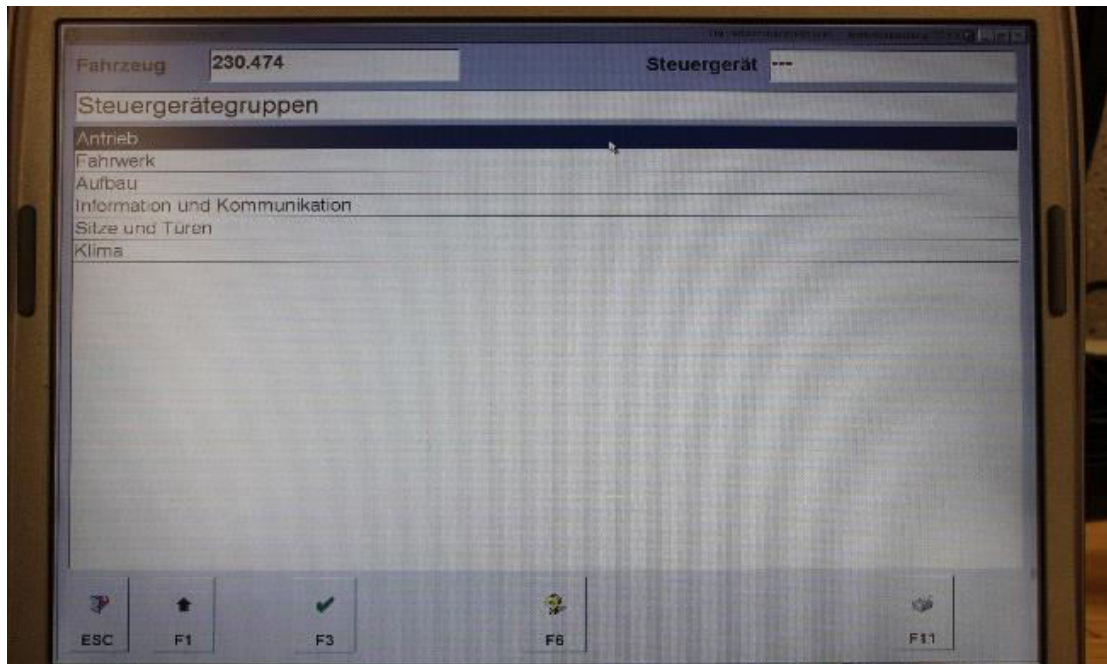 Fahrzeug 230.474 Steuergerät ---
Steuergerätegruppen
Antrieb
Fahrwerk
Aufbau
Information und Kommunikation
Sitze und Türen
Klima
ESC F1 F3 F6 F11